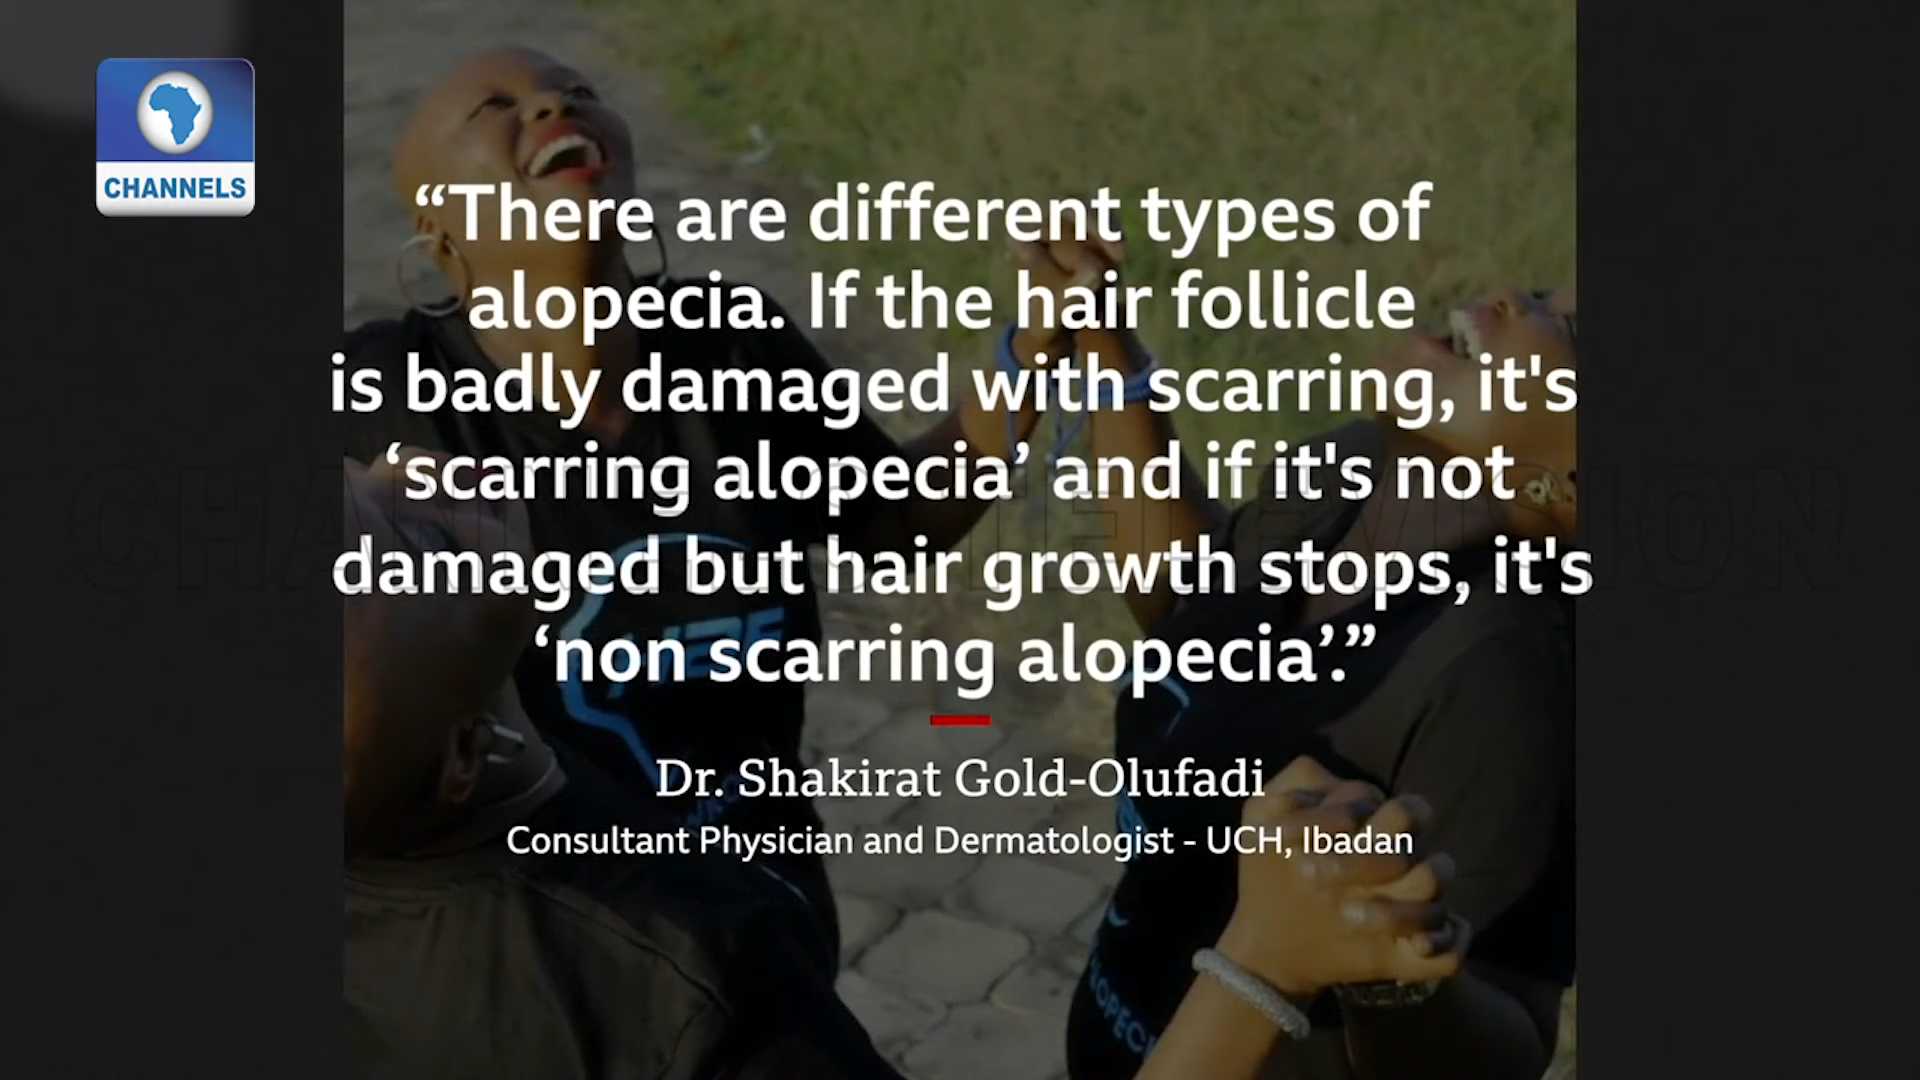 CHANNELS
“There are different types of
alopecia. If the hair follicle
is badly damaged with scarring, it's
‘scarring alopecia’ and if it's not
damaged but hair growth stops, it's
‘non scarring alopecia’.”
Dr. Shakirat Gold-Olufadi
Consultant Physician and Dermatologist - UCH, Ibadan
CHANNELS TELEVISION